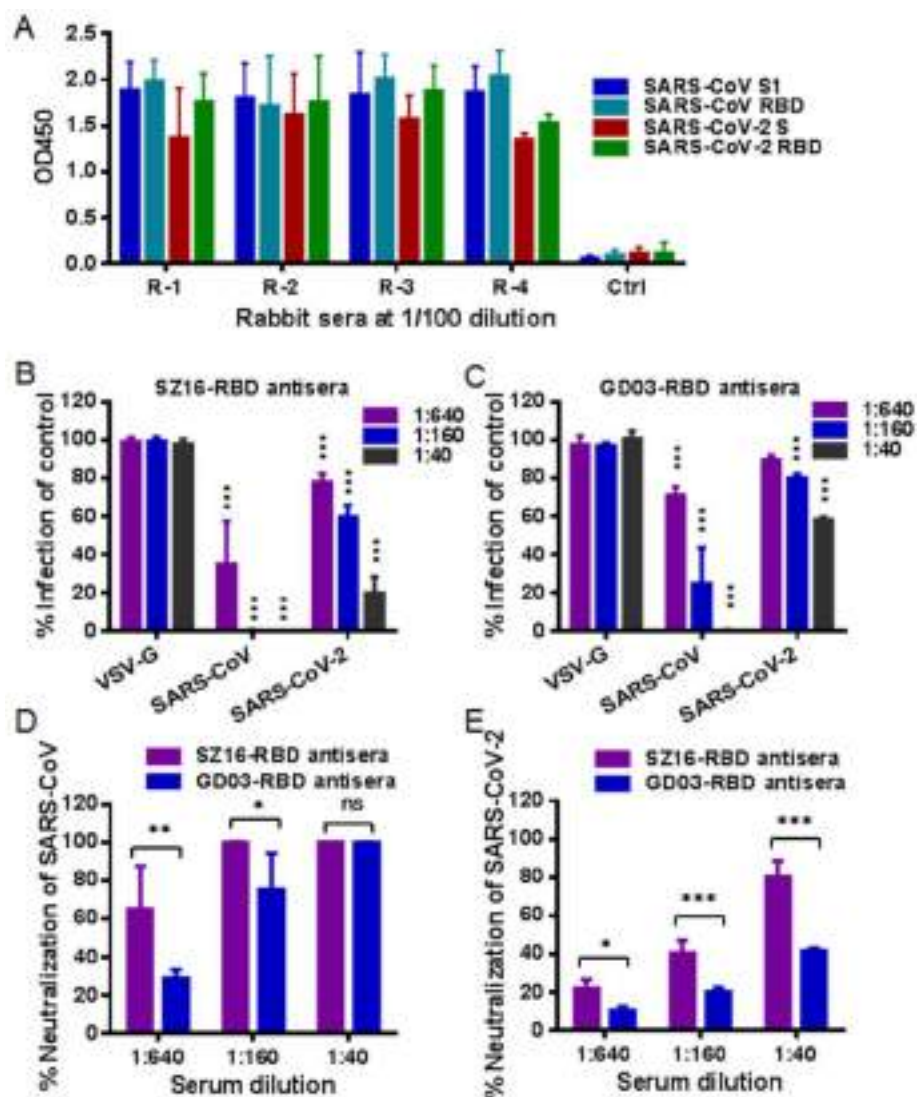 A
2.5
2.0
1.5
1.0
0.5
0.0
OD450
SARS-CoV S1
SARS-CoV RBD
SARS-CoV-2 S
SARS-CoV-2 RBD
R-1 R-2 R-3 R-4 Ctrl
Rabbit sera at 1/100 dilution
B
SZ16-RBD antisera
% Infection of control
120
100
80
60
40
20
0
1:640
1:160
1:40
***
***
***
***
***
***
VSV-G
SARS-CoV
SARS-CoV-2
C
GD03-RBD antisera
% Infection of control
120
100
80
60
40
20
0
1:640
1:160
1:40
***
***
***
***
***
VSV-G
SARS-CoV
SARS-CoV-2
D
SZ16-RBD antisera
GD03-RBD antisera
% Neutralization of SARS-CoV
120
100
80
60
40
20
0
**
*
ns
1:640 1:160 1:40
Serum dilution
E
SZ16-RBD antisera
GD03-RBD antisera
% Neutralization of SARS-CoV-2
120
100
80
60
40
20
0
*
***
***
1:640 1:160 1:40
Serum dilution